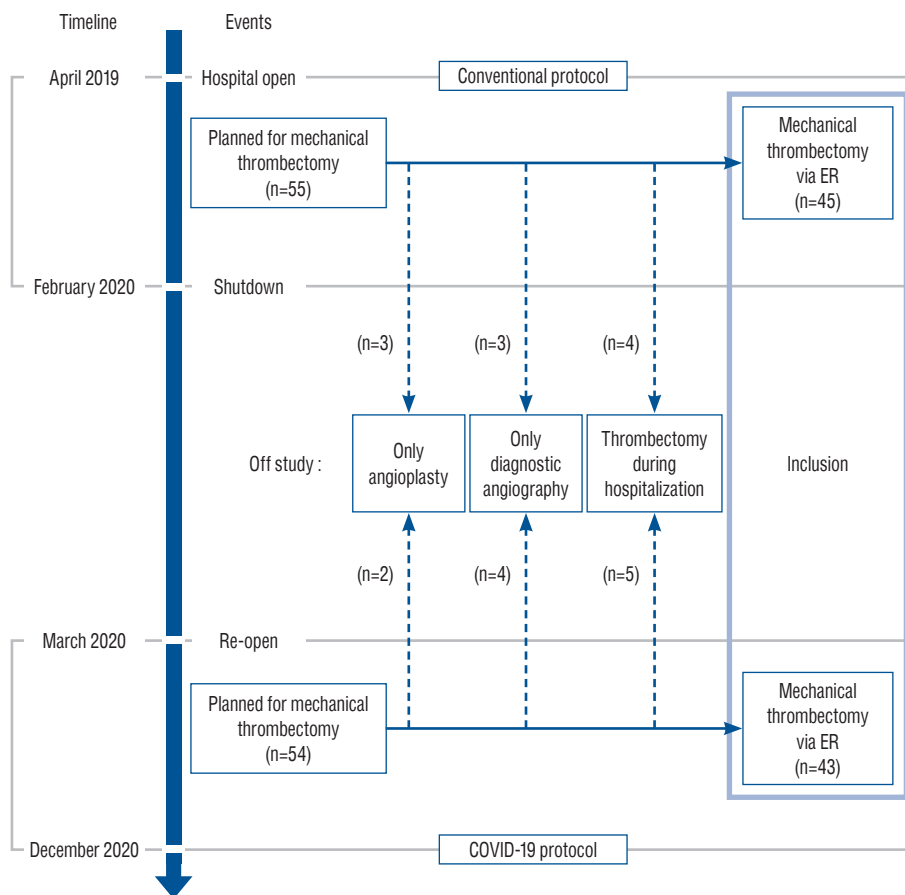 Timeline
Events
April 2019
Hospital open
Conventional protocol
Planned for mechanical
thrombectomy
(n=55)
Mechanical
thrombectomy
via ER
(n=45)
February 2020
Shutdown
(n=3)
(n=3)
(n=4)
Off study :
Only
angioplasty
Only
diagnostic
angiography
Thrombectomy
during
hospitalization
Inclusion
(n=2)
(n=4)
(n=5)
March 2020
Re-open
Planned for mechanical
thrombectomy
(n=54)
Mechanical
thrombectomy
via ER
(n=43)
December 2020
COVID-19 protocol